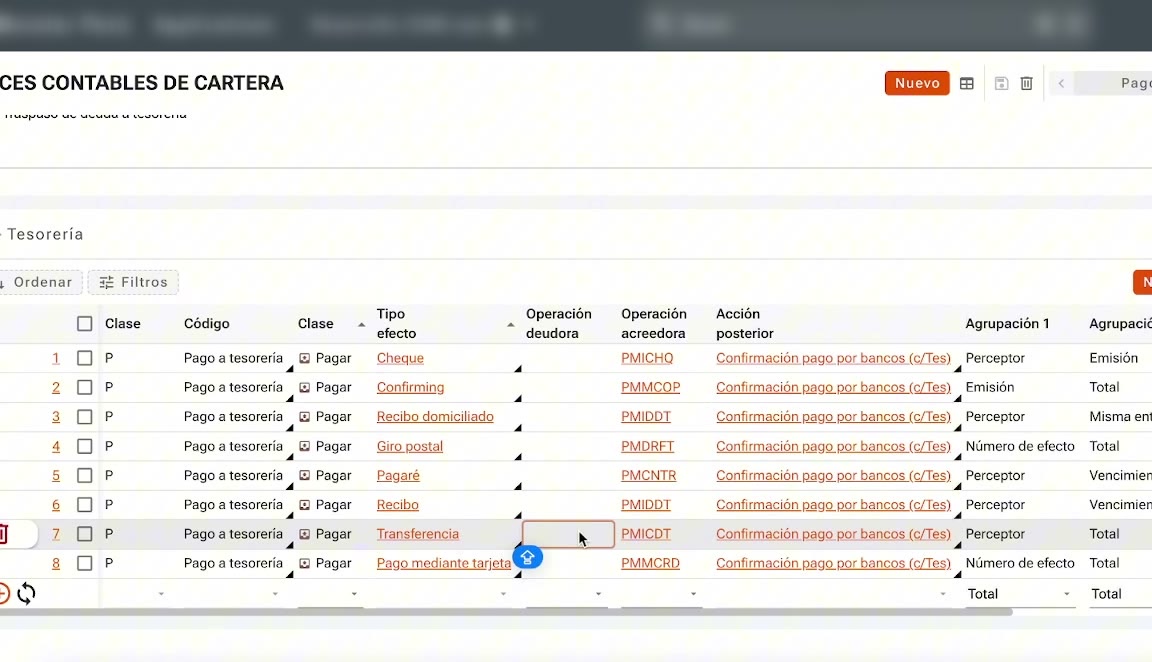 CES CONTABLES DE CARTERA
Nuevo
Pago
Traspaso de deuda a tesorería
Tesorería
Ordenar Filtros
N
Clase Código Clase Tipo efecto Operación deudora Operación acreedora Acción posterior Agrupación 1 Agrupació
1 P Pago a tesorería Pagar Cheque PMICHQ Confirmación pago por bancos (c/Tes) Perceptor Emisión
2 P Pago a tesorería Pagar Confirming PMMCOP Confirmación pago por bancos (c/Tes) Emisión Total
3 P Pago a tesorería Pagar Recibo domiciliado PMIDDT Confirmación pago por bancos (c/Tes) Perceptor Misma ent
4 P Pago a tesorería Pagar Giro postal PMDRFT Confirmación pago por bancos (c/Tes) Número de efecto Total
5 P Pago a tesorería Pagar Pagaré PMCNTR Confirmación pago por bancos (c/Tes) Perceptor Vencimien
6 P Pago a tesorería Pagar Recibo PMIDDT Confirmación pago por bancos (c/Tes) Perceptor Vencimien
7 P Pago a tesorería Pagar Transferencia PMICDT Confirmación pago por bancos (c/Tes) Perceptor Total
8 P Pago a tesorería Pagar Pago mediante tarjeta PMMCRD Confirmación pago por bancos (c/Tes) Número de efecto Total
Total Total